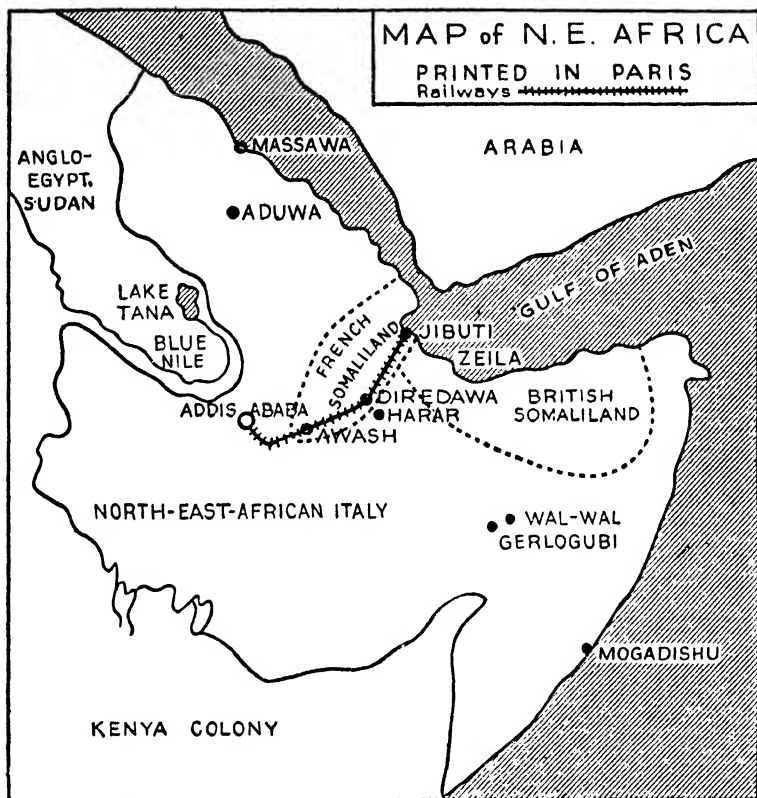 MAP of N.E. AFRICA
PRINTED IN PARIS
Railways
MASSAWA
ARABIA
ANGLO-
EGYPT.
SUDAN
ADUWA
LAKE
TANA
GULF OF ADEN
BLUE
NILE
FRENCH
SOMALILAND
JIBUTI
ZEILA
ADDIS ABABA
DIREDAWA
HARAR
BRITISH
SOMALILAND
AWASH
NORTH-EAST-AFRICAN ITALY
WAL-WAL
GERLOGUBI
MOGADISHU
KENYA COLONY